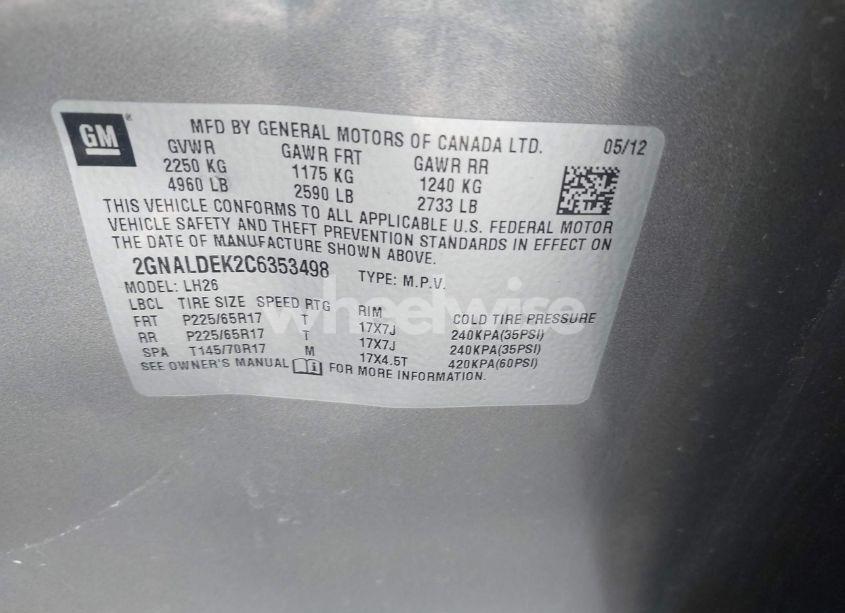 GM
MFD BY GENERAL MOTORS OF CANADA LTD. 05/12
GVWR GAWR FRT GAWR RR
2250 KG 1175 KG 1240 KG
4960 LB 2590 LB 2733 LB
THIS VEHICLE CONFORMS TO ALL APPLICABLE U.S. FEDERAL MOTOR
VEHICLE SAFETY AND THEFT PREVENTION STANDARDS IN EFFECT ON
THE DATE OF MANUFACTURE SHOWN ABOVE.
2GNALDEK2C6353498 TYPE: M.P.V.
MODEL: LH26
LBCL TIRE SIZE SPEED RTG RIM COLD TIRE PRESSURE
FRT P225/65R17 T 17X7J 240KPA(35PSI)
RR P225/65R17 T 17X7J 240KPA(35PSI)
SPA T145/70R17 M 17X4.5T 420KPA(60PSI)
SEE OWNER'S MANUAL i FOR MORE INFORMATION.
wheelwise